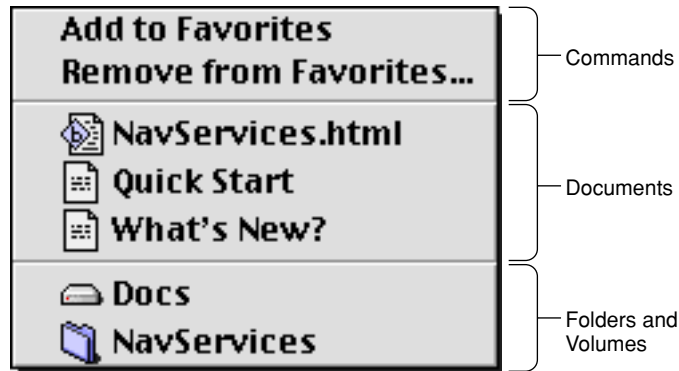 Add to Favorites
Remove from Favorites...
Commands
NavServices.html
Quick Start
What's New?
Documents
Docs
NavServices
Folders and
Volumes